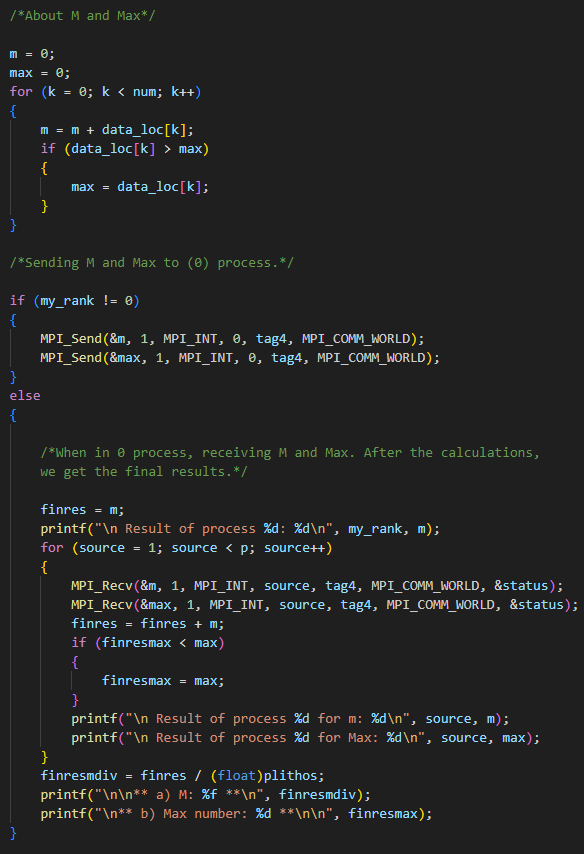 /*About M and Max*/

m = 0;
max = 0;
for (k = 0; k < num; k++)
{
    m = m + data_loc[k];
    if (data_loc[k] > max)
    {
        max = data_loc[k];
    }
}

/*Sending M and Max to (0) process.*/

if (my_rank != 0)
{
    MPI_Send(&m, 1, MPI_INT, 0, tag4, MPI_COMM_WORLD);
    MPI_Send(&max, 1, MPI_INT, 0, tag4, MPI_COMM_WORLD);
}
else
{

    /*When in 0 process, receiving M and Max. After the calculations,
    we get the final results.*/

    finres = m;
    printf("\n Result of process %d: %d\n", my_rank, m);
    for (source = 1; source < p; source++)
    {
        MPI_Recv(&m, 1, MPI_INT, source, tag4, MPI_COMM_WORLD, &status);
        MPI_Recv(&max, 1, MPI_INT, source, tag4, MPI_COMM_WORLD, &status);
        finres = finres + m;
        if (finresmax < max)
        {
            finresmax = max;
        }
        printf("\n Result of process %d for m: %d\n", source, m);
        printf("\n Result of process %d for Max: %d\n", source, max);
    }
    finresmdiv = finres / (float)plithos;
    printf("\n\n** a) M: %f **\n", finresmdiv);
    printf("\n** b) Max number: %d **\n\n", finresmax);
}